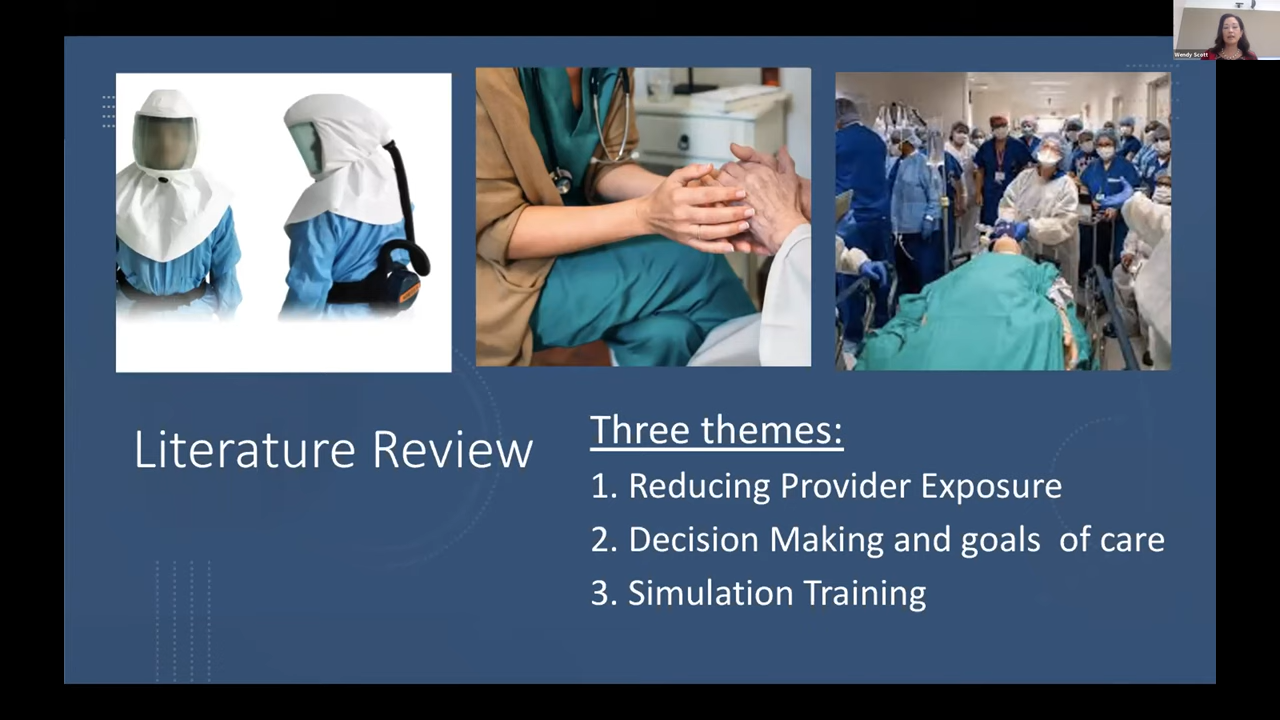 Wendy Scott
Literature Review
Three themes:
1. Reducing Provider Exposure
2. Decision Making and goals  of care
3. Simulation Training